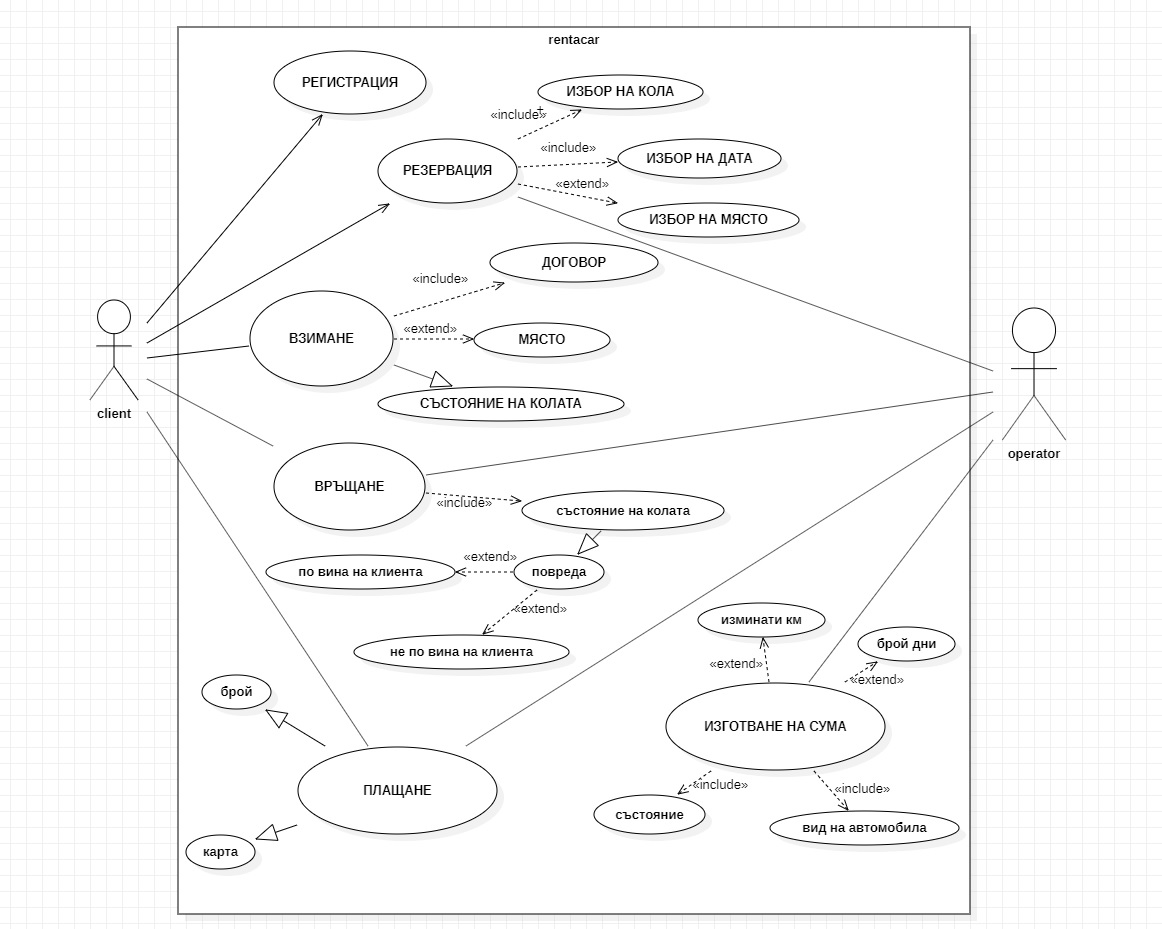 rentacar
РЕГИСТРАЦИЯ
ИЗБОР НА КОЛА
«include»
ИЗБОР НА ДАТА
«include»
РЕЗЕРВАЦИЯ
«extend»
ИЗБОР НА МЯСТО
ДОГОВОР
«include»
«extend»
ВЗИМАНЕ
МЯСТО
СЪСТОЯНИЕ НА КОЛАТА
client
operator
ВРЪЩАНЕ
«include»
състояние на колата
«extend»
по вина на клиента
повреда
«extend»
не по вина на клиента
изминати км
брой дни
«extend»
«extend»
брой
ИЗГОТВАНЕ НА СУМА
ПЛАЩАНЕ
«include»
«include»
състояние
вид на автомобила
карта